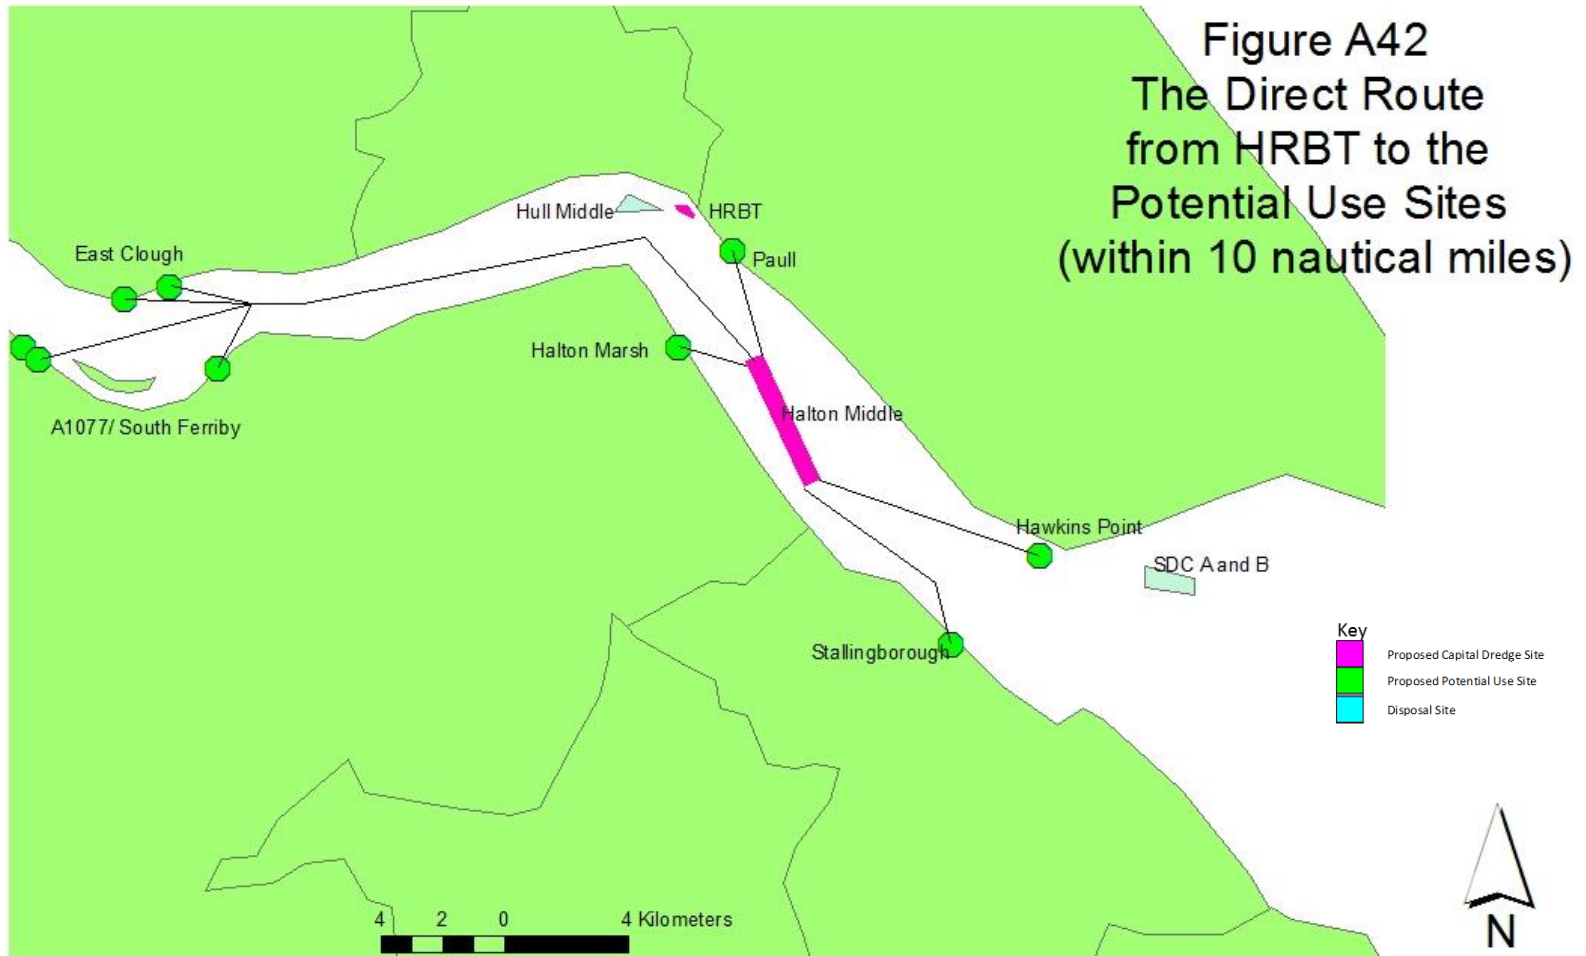 Figure A42
The Direct Route
from HRBT to the
Potential Use Sites
(within 10 nautical miles)
Hull Middle
HRBT
East Clough
Paull
Halton Marsh
Halton Middle
A1077/ South Ferriby
Hawkins Point
SDC A and B
Stallingborough
Key
Proposed Capital Dredge Site
Proposed Potential Use Site
Disposal Site
4 2 0 4 Kilometers
N